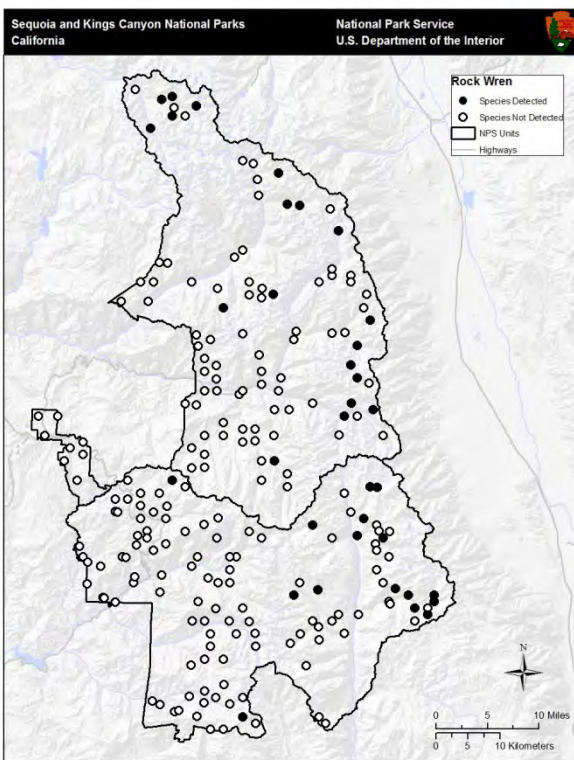 Sequoia and Kings Canyon National Parks
California
National Park Service
U.S. Department of the Interior
Rock Wren
Species Detected
Species Not Detected
NPS Units
Highways
N
0 5 10 Miles
0 5 10 Kilometers